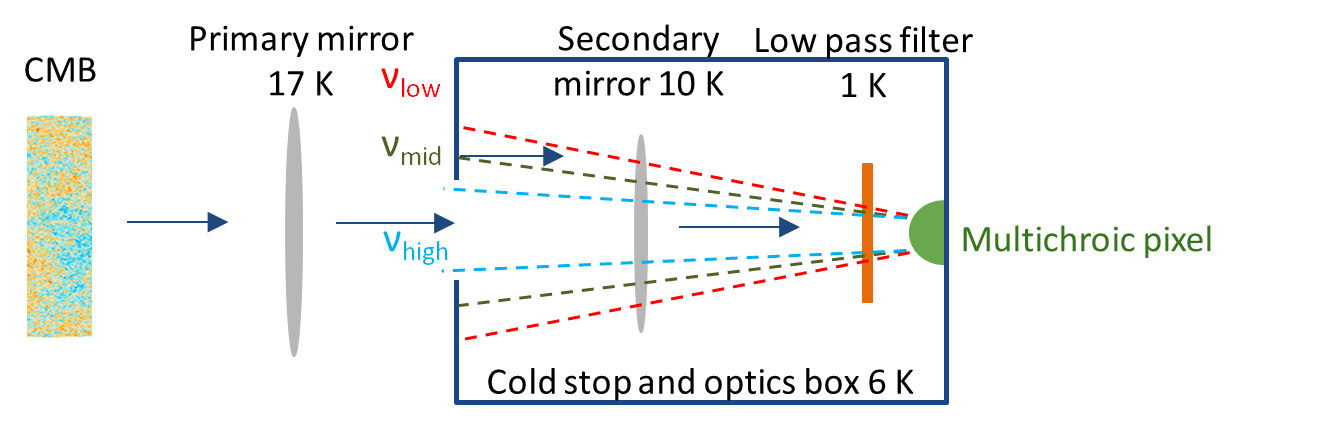 CMB
Primary mirror
17 K
νlow
νmid
νhigh
Secondary
mirror 10 K
Low pass filter
1 K
Multichroic pixel
Cold stop and optics box 6 K